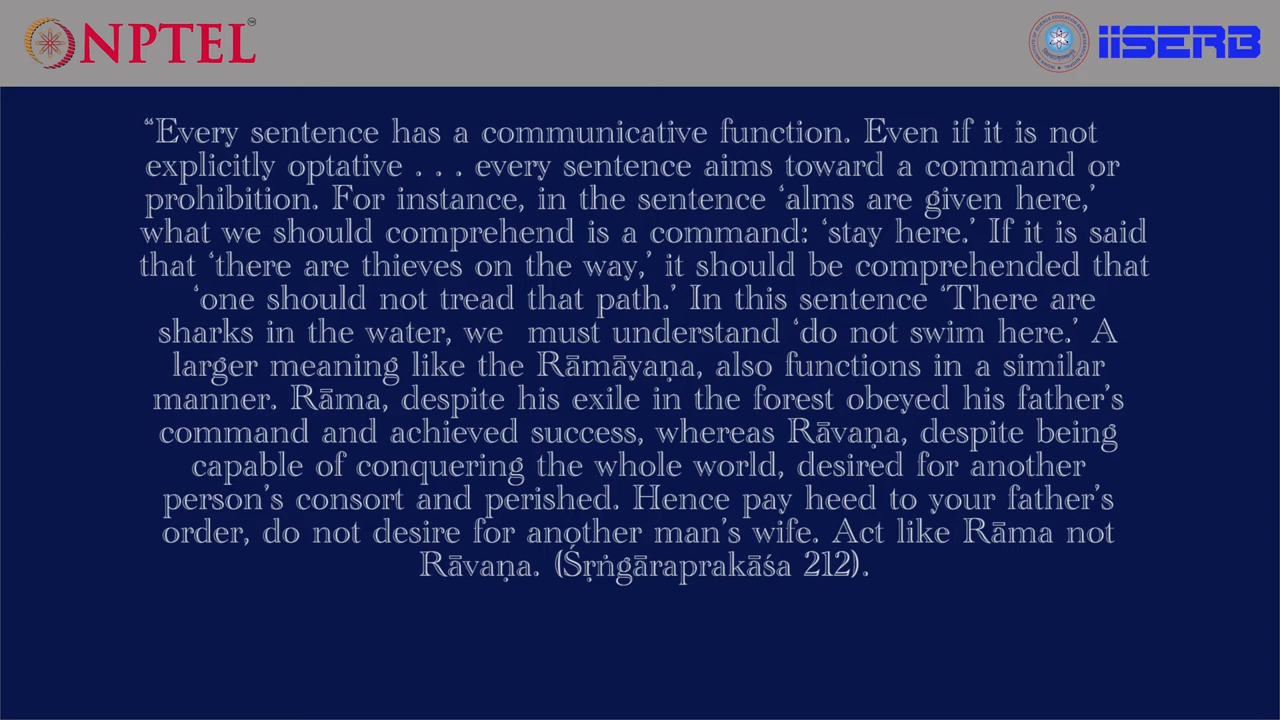 NPTEL
iiSERB
“Every sentence has a communicative function. Even if it is not
explicitly optative . . . every sentence aims toward a command or
prohibition. For instance, in the sentence ‘alms are given here,’
what we should comprehend is a command: ‘stay here.’ If it is said
that ‘there are thieves on the way,’ it should be comprehended that
‘one should not tread that path.’ In this sentence ‘There are
sharks in the water, we must understand ‘do not swim here.’ A
larger meaning like the Rāmāyaṇa, also functions in a similar
manner. Rāma, despite his exile in the forest obeyed his father’s
command and achieved success, whereas Rāvaṇa, despite being
capable of conquering the whole world, desired for another
person’s consort and perished. Hence pay heed to your father’s
order, do not desire for another man’s wife. Act like Rāma not
Rāvaṇa. (Śṛṅgāraprakāśa 212).